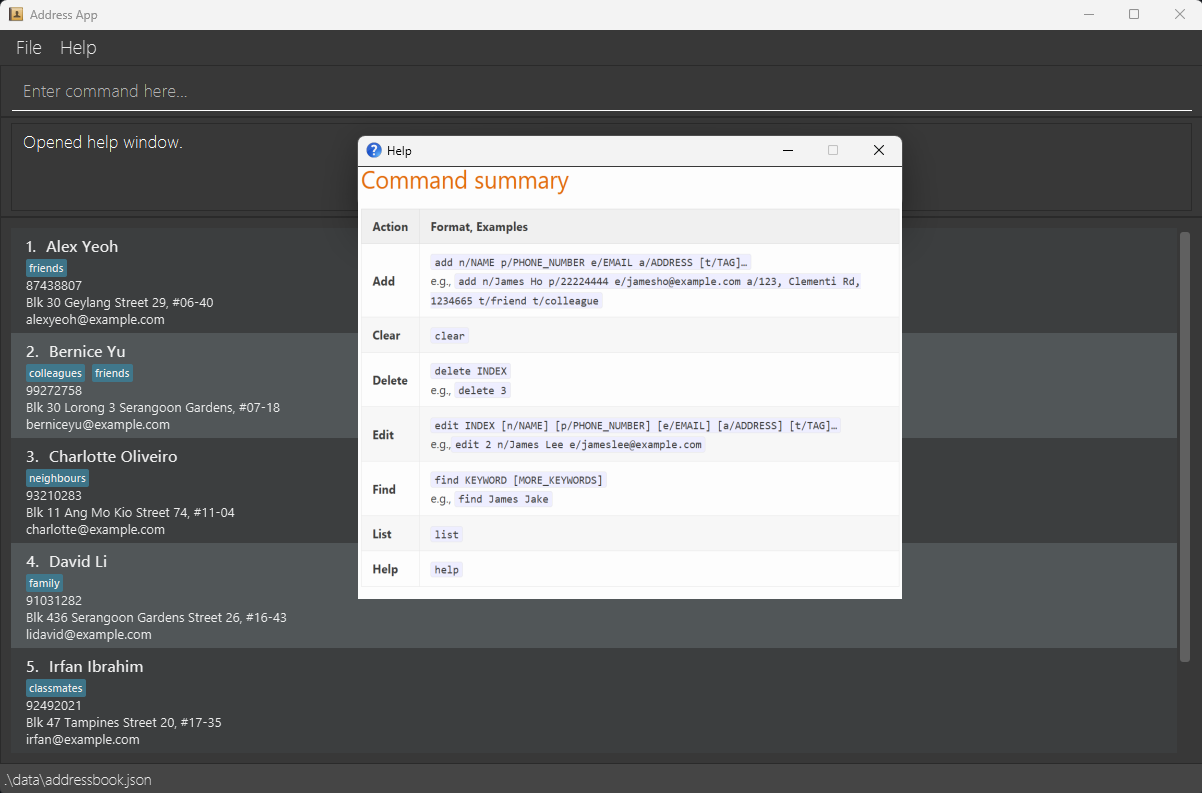 Address App
File Help
Enter command here...
Opened help window.
1. Alex Yeoh
friends
87438807
Blk 30 Geylang Street 29, #06-40
alexyeoh@example.com
2. Bernice Yu
colleagues friends
99272758
Blk 30 Lorong 3 Serangoon Gardens, #07-18
berniceyu@example.com
3. Charlotte Oliveiro
neighbours
93210283
Blk 11 Ang Mo Kio Street 74, #11-04
charlotte@example.com
4. David Li
family
91031282
Blk 436 Serangoon Gardens Street 26, #16-43
lidavid@example.com
5. Irfan Ibrahim
classmates
92492021
Blk 47 Tampines Street 20, #17-35
irfan@example.com
Help
Command summary
Action Format, Examples
Add
add n/NAME p/PHONE_NUMBER e/EMAIL a/ADDRESS [t/TAG]…
e.g., add n/James Ho p/22224444 e/jamesho@example.com a/123, Clementi Rd,
1234665 t/friend t/colleague
Clear clear
Delete
delete INDEX
e.g., delete 3
Edit
edit INDEX [n/NAME] [p/PHONE_NUMBER] [e/EMAIL] [a/ADDRESS] [t/TAG]…
e.g., edit 2 n/James Lee e/jameslee@example.com
Find
find KEYWORD [MORE_KEYWORDS]
e.g., find James Jake
List list
Help help
.\data\addressbook.json